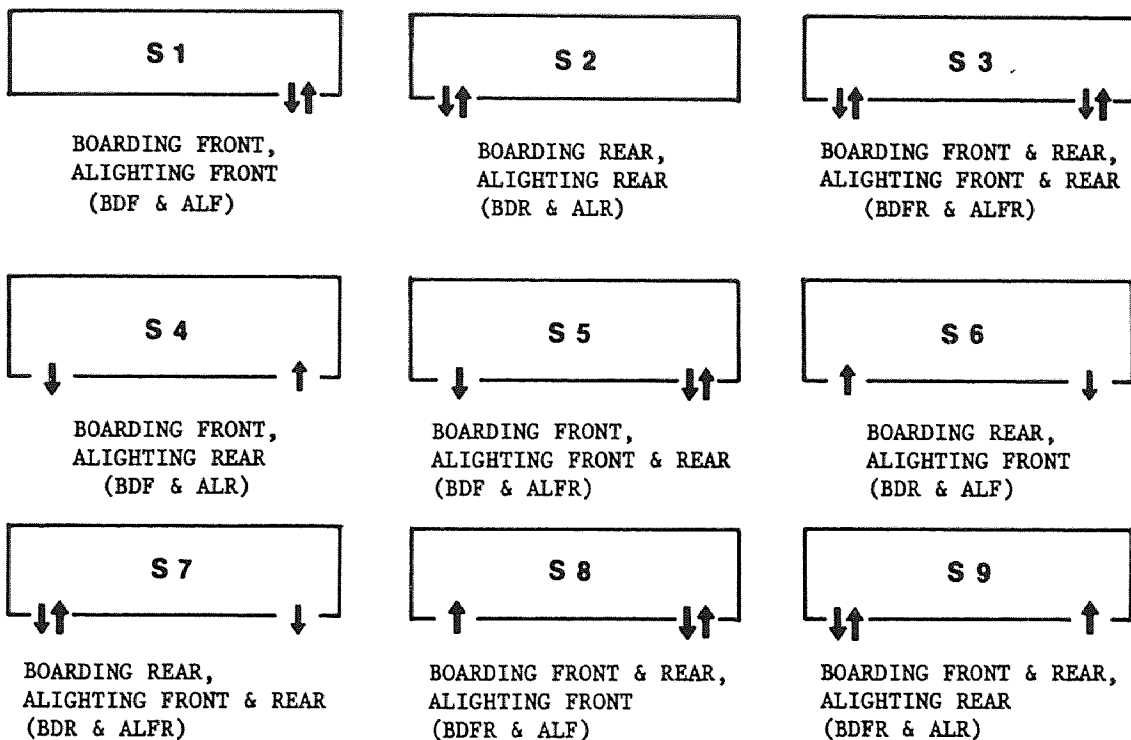 S 1
BOARDING FRONT,
ALIGHTING FRONT
(BDF & ALF)
S 2
BOARDING REAR,
ALIGHTING REAR
(BDR & ALR)
S 3
BOARDING FRONT & REAR,
ALIGHTING FRONT & REAR
(BDFR & ALFR)
S 4
BOARDING FRONT,
ALIGHTING REAR
(BDF & ALR)
S 5
BOARDING FRONT,
ALIGHTING FRONT & REAR
(BDF & ALFR)
S 6
BOARDING REAR,
ALIGHTING FRONT
(BDR & ALF)
S 7
BOARDING REAR,
ALIGHTING FRONT & REAR
(BDR & ALFR)
S 8
BOARDING FRONT & REAR,
ALIGHTING FRONT
(BDFR & ALF)
S 9
BOARDING FRONT & REAR,
ALIGHTING REAR
(BDFR & ALR)